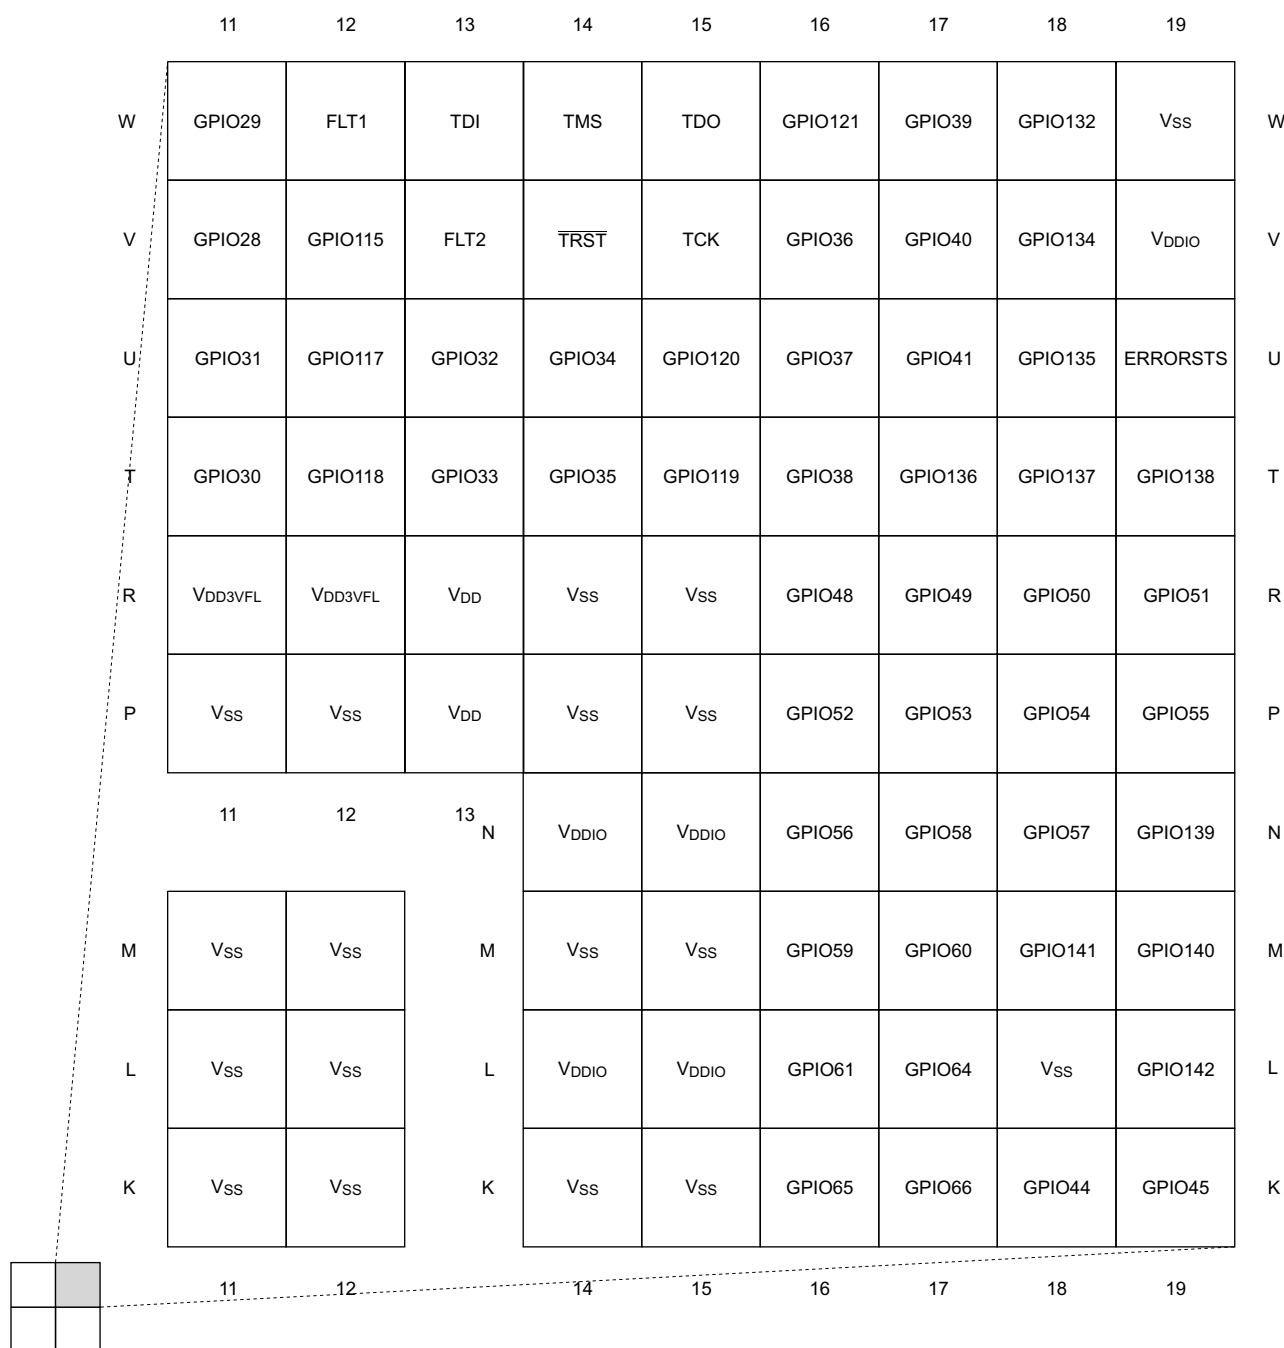 11 12 13 14 15 16 17 18 19
W GPIO29 FLT1 TDI TMS TDO GPIO121 GPIO39 GPIO132 VSS W
V GPIO28 GPIO115 FLT2 TRST TCK GPIO36 GPIO40 GPIO134 VDDIO V
U GPIO31 GPIO117 GPIO32 GPIO34 GPIO120 GPIO37 GPIO41 GPIO135 ERRORSTS U
T GPIO30 GPIO118 GPIO33 GPIO35 GPIO119 GPIO38 GPIO136 GPIO137 GPIO138 T
R VDD3VFL VDD3VFL VDD VSS VSS GPIO48 GPIO49 GPIO50 GPIO51 R
P VSS VSS VDD VSS VSS GPIO52 GPIO53 GPIO54 GPIO55 P
11 12 13
N VDDIO VDDIO GPIO56 GPIO58 GPIO57 GPIO139 N
M VSS VSS M VSS VSS GPIO59 GPIO60 GPIO141 GPIO140 M
L VSS VSS L VDDIO VDDIO GPIO61 GPIO64 VSS GPIO142 L
K VSS VSS K VSS VSS GPIO65 GPIO66 GPIO44 GPIO45 K
11 12 14 15 16 17 18 19